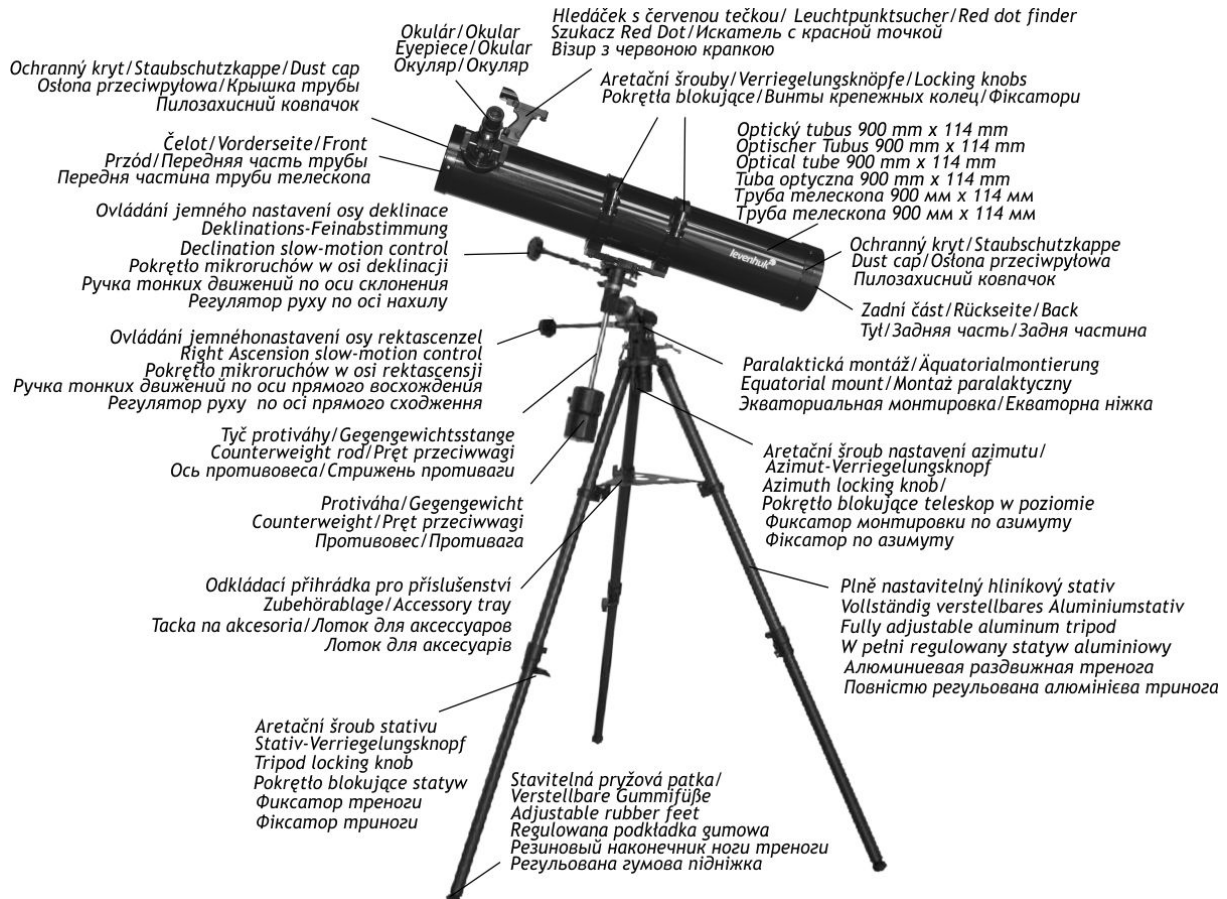 Hledáček s červenou tečkou/ Leuchtpunktsucher/Red dot finder
Szukacz Red Dot/Искатель с красной точкой
Візир з червоною крапкою
Okulár/Okular
Eyepiece/Okular
Окуляр/Окуляр
Ochranný kryt/Staubschutzkappe/Dust cap
Osłona przeciwpyłowa/Крышка трубы
Пилозахисний ковпачок
Aretační šrouby/Verriegelungsknöpfe/Locking knobs
Pokrętła blokujące/Винты крепежных колец/Фіксатори
Čelot/Vorderseite/Front
Przód/Передняя часть трубы
Передня частина труби телескопа
Optický tubus 900 mm x 114 mm
Optischer Tubus 900 mm x 114 mm
Optical tube 900 mm x 114 mm
Tuba optyczna 900 mm x 114 mm
Труба телескопа 900 мм x 114 мм
Труба телескопа 900 мм x 114 мм
Ovládání jemného nastavení osy deklinace
Deklinations-Feinabstimmung
Declination slow-motion control
Pokrętło mikroruchów w osi deklinacji
Ручка тонких движений по оси склонения
Регулятор руху по осі нахилу
levenhuk
Ochranný kryt/Staubschutzkappe
Dust cap/Osłona przeciwpyłowa
Пилозахисний ковпачок
Zadní část/Rückseite/Back
Tył/Задняя часть/Задня частина
Ovládání jemnéhonastavení osy rektascenzel
Right Ascension slow-motion control
Pokrętło mikroruchów w osi rektascensji
Ручка тонких движений по оси прямого восхождения
Регулятор руху по осі прямого сходження
Paralaktická montáž/Äquatorialmontierung
Equatorial mount/Montaż paralaktyczny
Экваториальная монтировка/Екваторна ніжка
Tyč protiváhy/Gegengewichtsstange
Counterweight rod/Pręt przeciwwagi
Ось противовеса/Стрижень противаги
Aretační šroub nastavení azimutu/
Azimut-Verriegelungsknopf
Azimuth locking knob/
Pokrętło blokujące teleskop w poziomie
Фиксатор монтировки по азимуту
Фіксатор по азимуту
Protiváha/Gegengewicht
Counterweight/Pręt przeciwwagi
Противовес/Противага
Odkládací přihrádka pro příslušenství
Zubehörablage/Accessory tray
Tacka na akcesoria/Лоток для аксессуаров
Лоток для аксесуарів
Plně nastavitelný hliníkový stativ
Vollständig verstellbares Aluminiumstativ
Fully adjustable aluminum tripod
W pełni regulowany statyw aluminiowy
Алюминиевая раздвижная тренога
Повністю регульована алюмінієва тринога
Aretační šroub stativu
Stativ-Verriegelungsknopf
Tripod locking knob
Pokrętło blokujące statyw
Фиксатор треноги
Фіксатор триноги
Stavitelná pryžová patka/
Verstellbare Gummifüße
Adjustable rubber feet
Regulowana podkładka gumowa
Резиновый наконечник ноги треноги
Регульована гумова підніжка